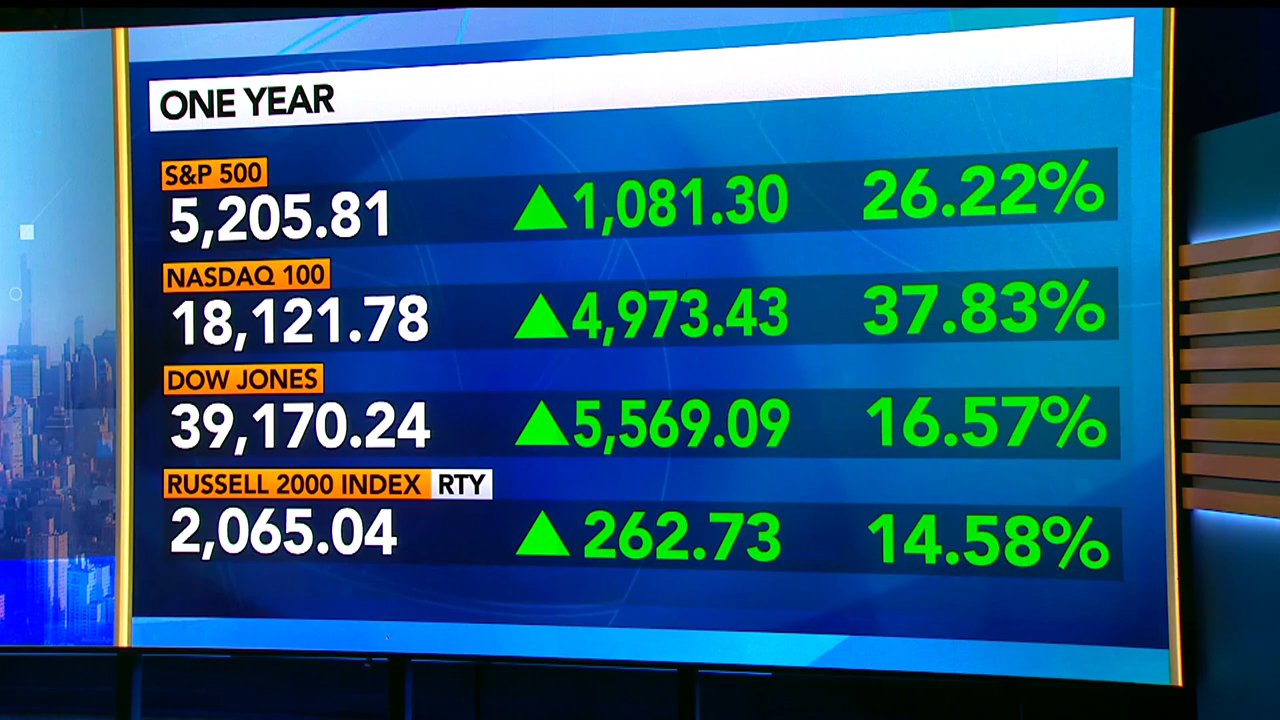 ONE YEAR
S&P 500
5,205.81 ▲1,081.30 26.22%
NASDAQ 100
18,121.78 ▲4,973.43 37.83%
DOW JONES
39,170.24 ▲5,569.09 16.57%
RUSSELL 2000 INDEX RTY
2,065.04 ▲262.73 14.58%